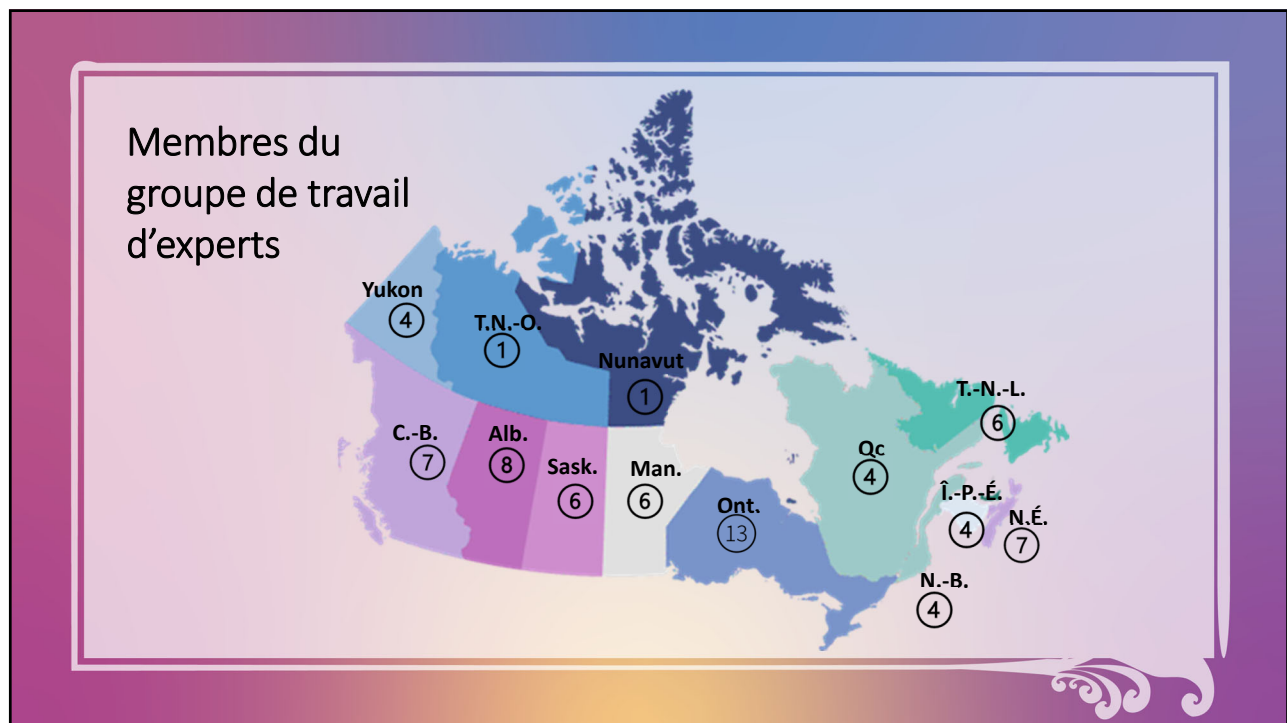 Membres du
groupe de travail
d’experts
Yukon
4
T.N.-O.
1
Nunavut
1
C.-B.
7
Alb.
8
Sask.
6
Man.
6
Ont.
13
Qc
4
T.-N.-L.
6
Î.-P.-É.
4
N.É.
7
N.-B.
4